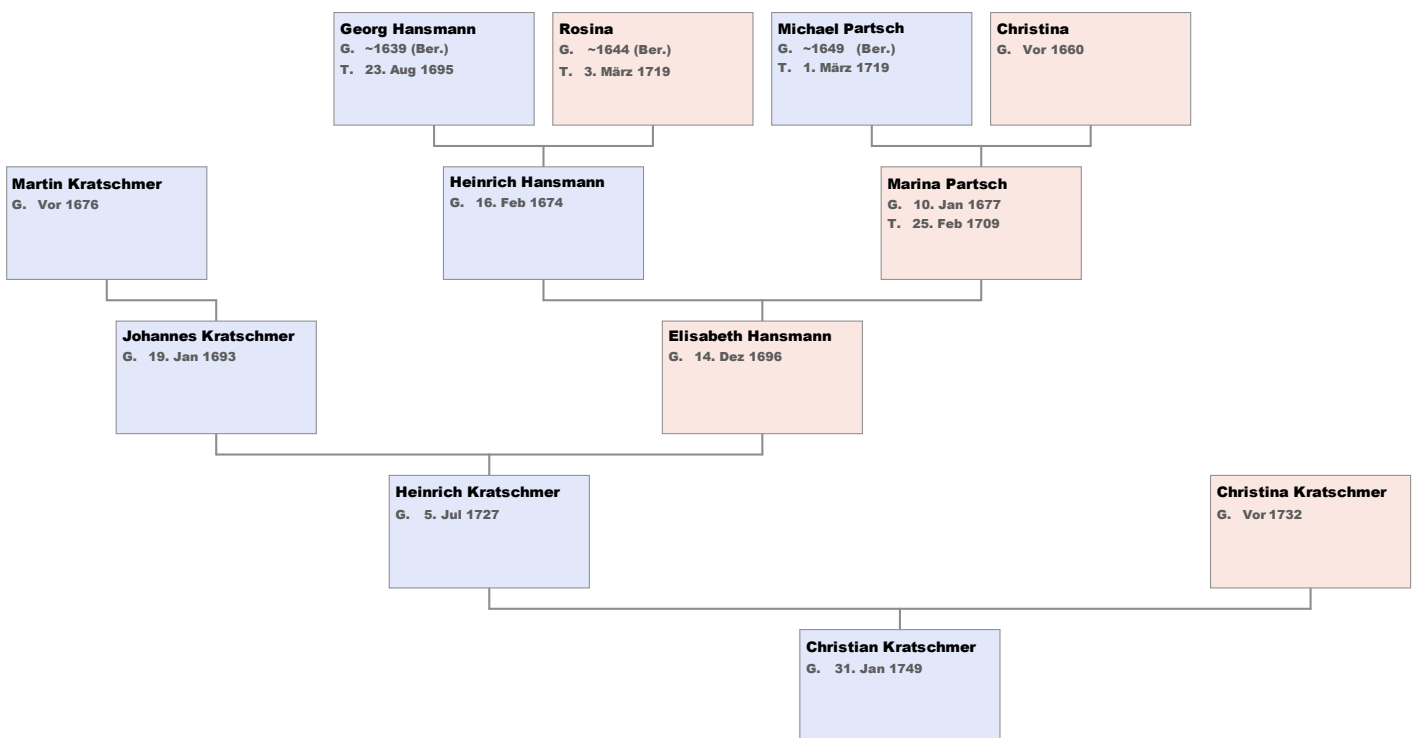 Georg Hansmann
G. ~1639 (Ber.)
T. 23. Aug 1695
Rosina
G. ~1644 (Ber.)
T. 3. März 1719
Michael Partsch
G. ~1649 (Ber.)
T. 1. März 1719
Christina
G. Vor 1660
Martin Kratschmer
G. Vor 1676
Heinrich Hansmann
G. 16. Feb 1674
Marina Partsch
G. 10. Jan 1677
T. 25. Feb 1709
Johannes Kratschmer
G. 19. Jan 1693
Elisabeth Hansmann
G. 14. Dez 1696
Heinrich Kratschmer
G. 5. Jul 1727
Christina Kratschmer
G. Vor 1732
Christian Kratschmer
G. 31. Jan 1749